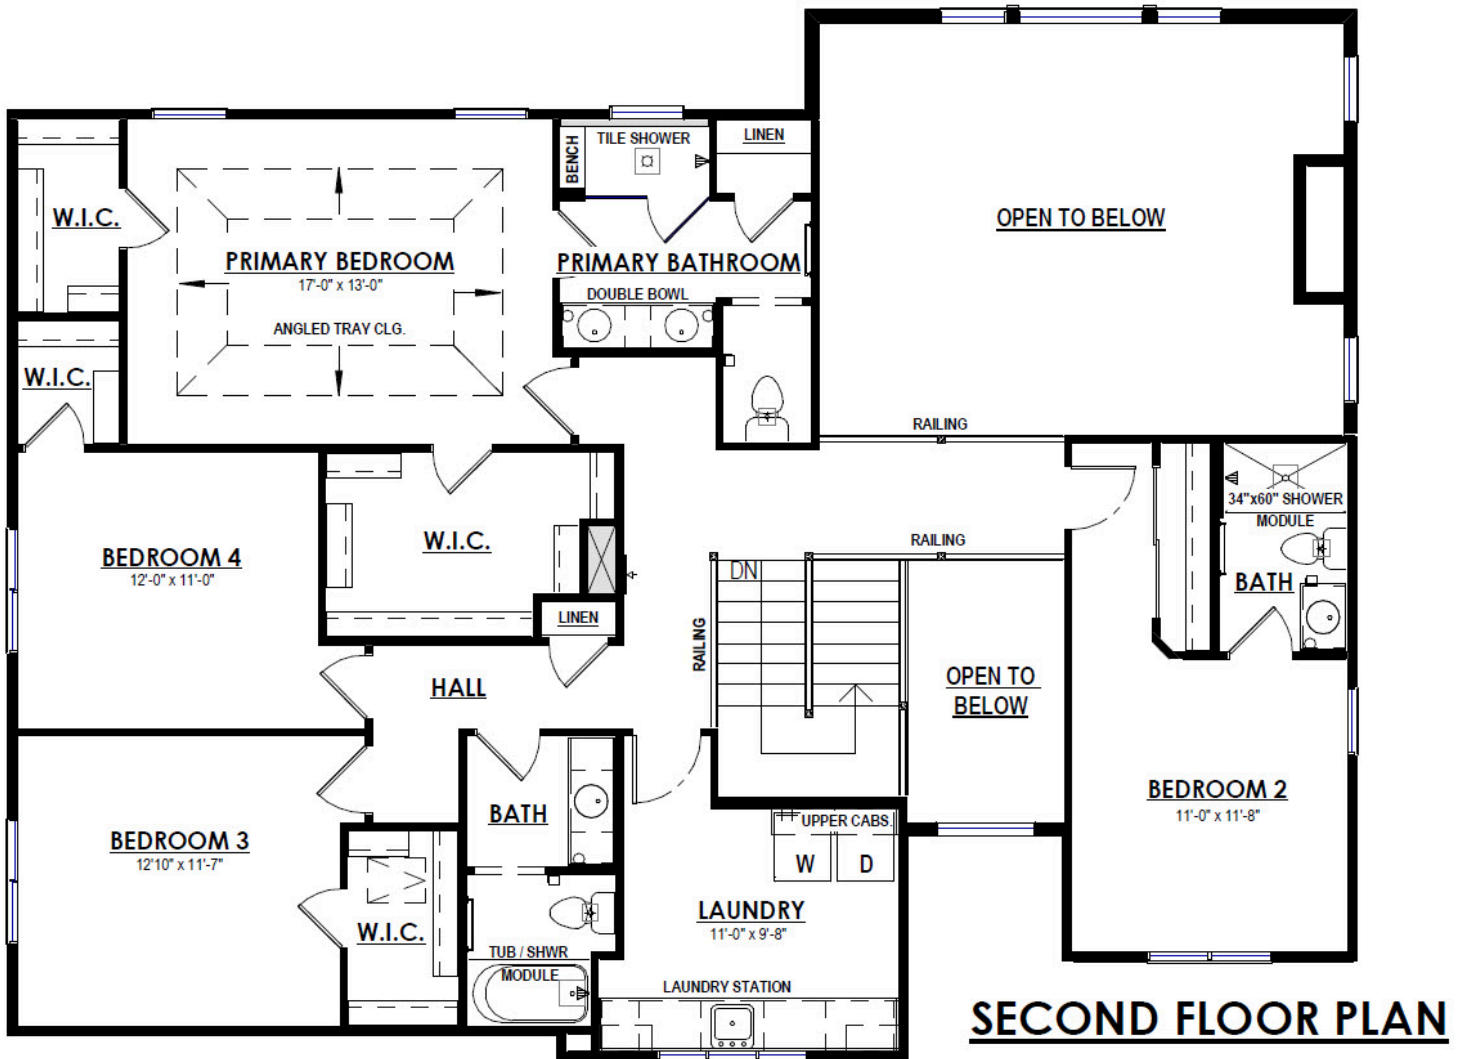 BENCH
TILE SHOWER
LINEN
W.I.C.
OPEN TO BELOW
PRIMARY BEDROOM
17'-0" x 13'-0"
PRIMARY BATHROOM
DOUBLE BOWL
ANGLED TRAY CLG.
W.I.C.
RAILING
34"x60" SHOWER
MODULE
BATH
W.I.C.
BEDROOM 4
12'-0" x 11'-0"
RAILING
DN
LINEN
RAILING
HALL
OPEN TO
BELOW
BEDROOM 2
11'-0" x 11'-8"
BATH
UPPER CABS.
W
D
BEDROOM 3
12'10" x 11'-7"
W.I.C.
LAUNDRY
11'-0" x 9'-8"
TUB / SHWR
MODULE
LAUNDRY STATION
SECOND FLOOR PLAN